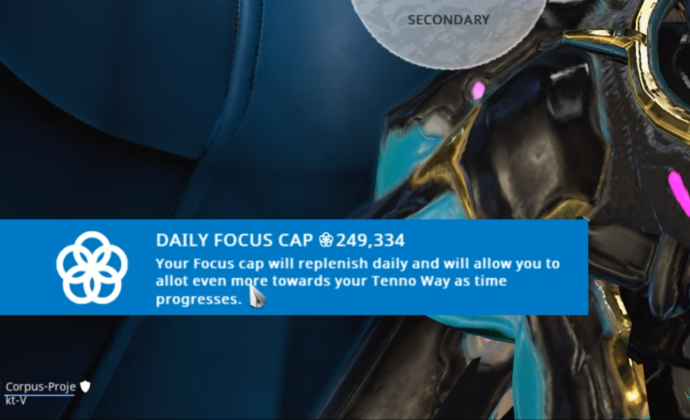 SECONDARY
DAILY FOCUS CAP 249,334
Your Focus cap will replenish daily and will allow you to
allot even more towards your Tenno Way as time
progresses.
Corpus-Proje
kt-V